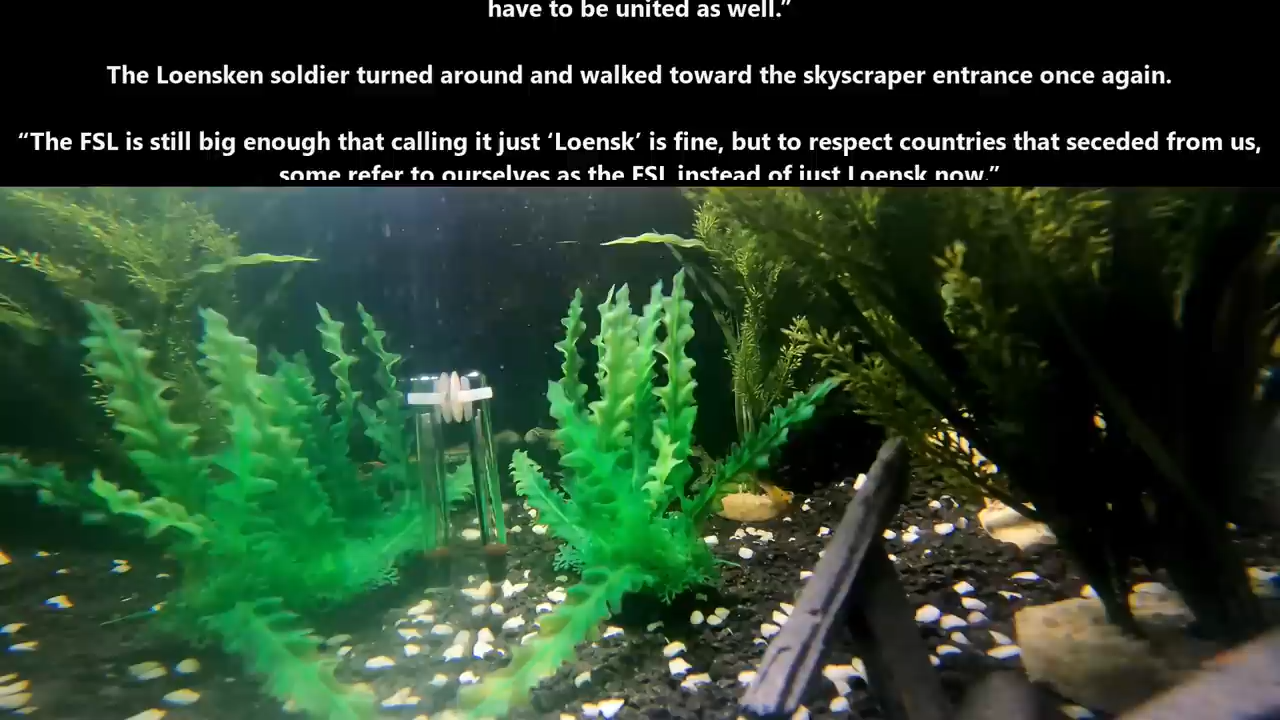 have to be united as well.”
The Loensken soldier turned around and walked toward the skyscraper entrance once again.
“The FSL is still big enough that calling it just ‘Loensk’ is fine, but to respect countries that seceded from us,
some refer to ourselves as the FSL instead of just Loensk now.”